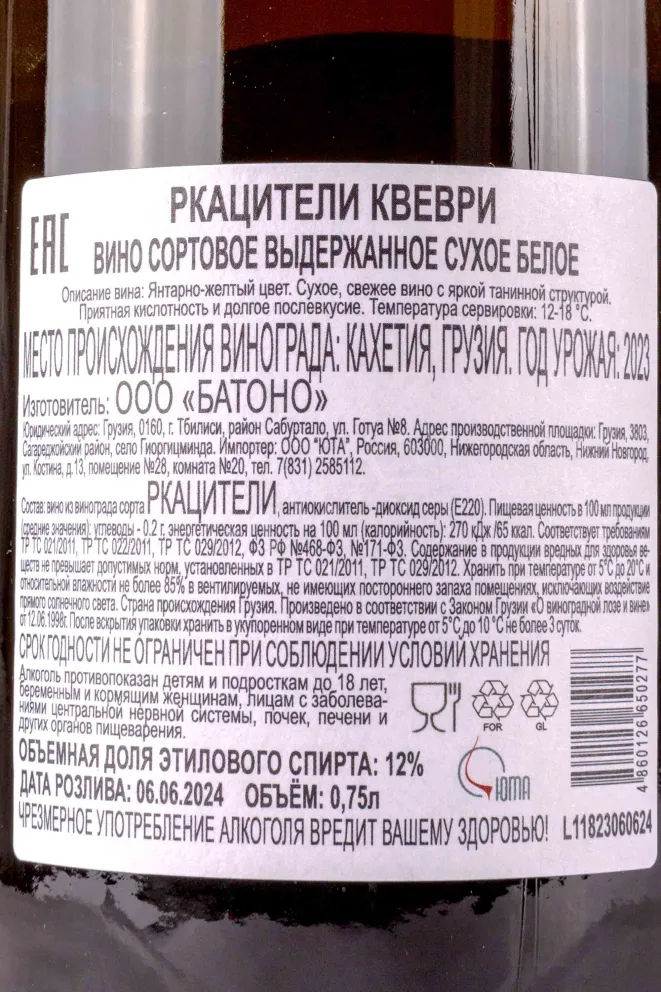 EAC
РКАЦИТЕЛИ КВЕВРИ
ВИНО СОРТОВОЕ ВЫДЕРЖАННОЕ СУХОЕ БЕЛОЕ
Описание вина: Янтарно-желтый цвет. Сухое, свежее вино с яркой танинной структурой.
Приятная кислотность и долгое послевкусие. Температура сервировки: 12-18 °С.
МЕСТО ПРОИСХОЖДЕНИЯ ВИНОГРАДА: КАХЕТИЯ, ГРУЗИЯ. ГОД УРОЖАЯ: 2023
Изготовитель: ООО «БАТОНО»
Юридический адрес: Грузия, 0160, г. Тбилиси, район Сабуртало, ул. Готуа №8. Адрес производственной площадки: Грузия, 3803,
Сагареджойский район, село Гиоргицминда. Импортер: ООО "ЮТА", Россия, 603000, Нижегородская область, Нижний Новгород,
ул. Костина, д.13, помещение №28, комната №20, тел. 7(831) 2585112.
Состав: вино из винограда сорта РКАЦИТЕЛИ, антиокислитель -диоксид серы (Е220). Пищевая ценность в 100 мл продукции
(средние значения): углеводы - 0.2 г, энергетическая ценность на 100 мл (калорийность): 270 кДж /65 ккал. Соответствует требованиям
ТР ТС 021/2011, ТР ТС 022/2011, ТР ТС 029/2012, ФЗ РФ №468-ФЗ, №171-ФЗ. Содержание в продукции вредных для здоровья ве-
ществ не превышает допустимых норм, установленных в ТР ТС 021/2011, ТР ТС 029/2012. Хранить при температуре от 5°С до 20°С и
относительной влажности не более 85% в вентилируемых, не имеющих постороннего запаха помещениях, исключающих воздействие
прямого солнечного света. Страна происхождения Грузия. Произведено в соответствии с Законом Грузии «О виноградной лозе и вине»
от 12.06.1998г. После вскрытия упаковки хранить в укупоренном виде при температуре от 5°С до 10 °С не более 3 суток.
СРОК ГОДНОСТИ НЕ ОГРАНИЧЕН ПРИ СОБЛЮДЕНИИ УСЛОВИЙ ХРАНЕНИЯ
Алкоголь противопоказан детям и подросткам до 18 лет,
беременным и кормящим женщинам, лицам с заболева-
ниями центральной нервной системы, почек, печени и
других органов пищеварения.
FOR
GL
ОБЪЕМНАЯ ДОЛЯ ЭТИЛОВОГО СПИРТА: 12%
ДАТА РОЗЛИВА: 06.06.2024 ОБЪЁМ: 0,75л
ЮТА
4860126650277
ЧРЕЗМЕРНОЕ УПОТРЕБЛЕНИЕ АЛКОГОЛЯ ВРЕДИТ ВАШЕМУ ЗДОРОВЬЮ! L11823060624